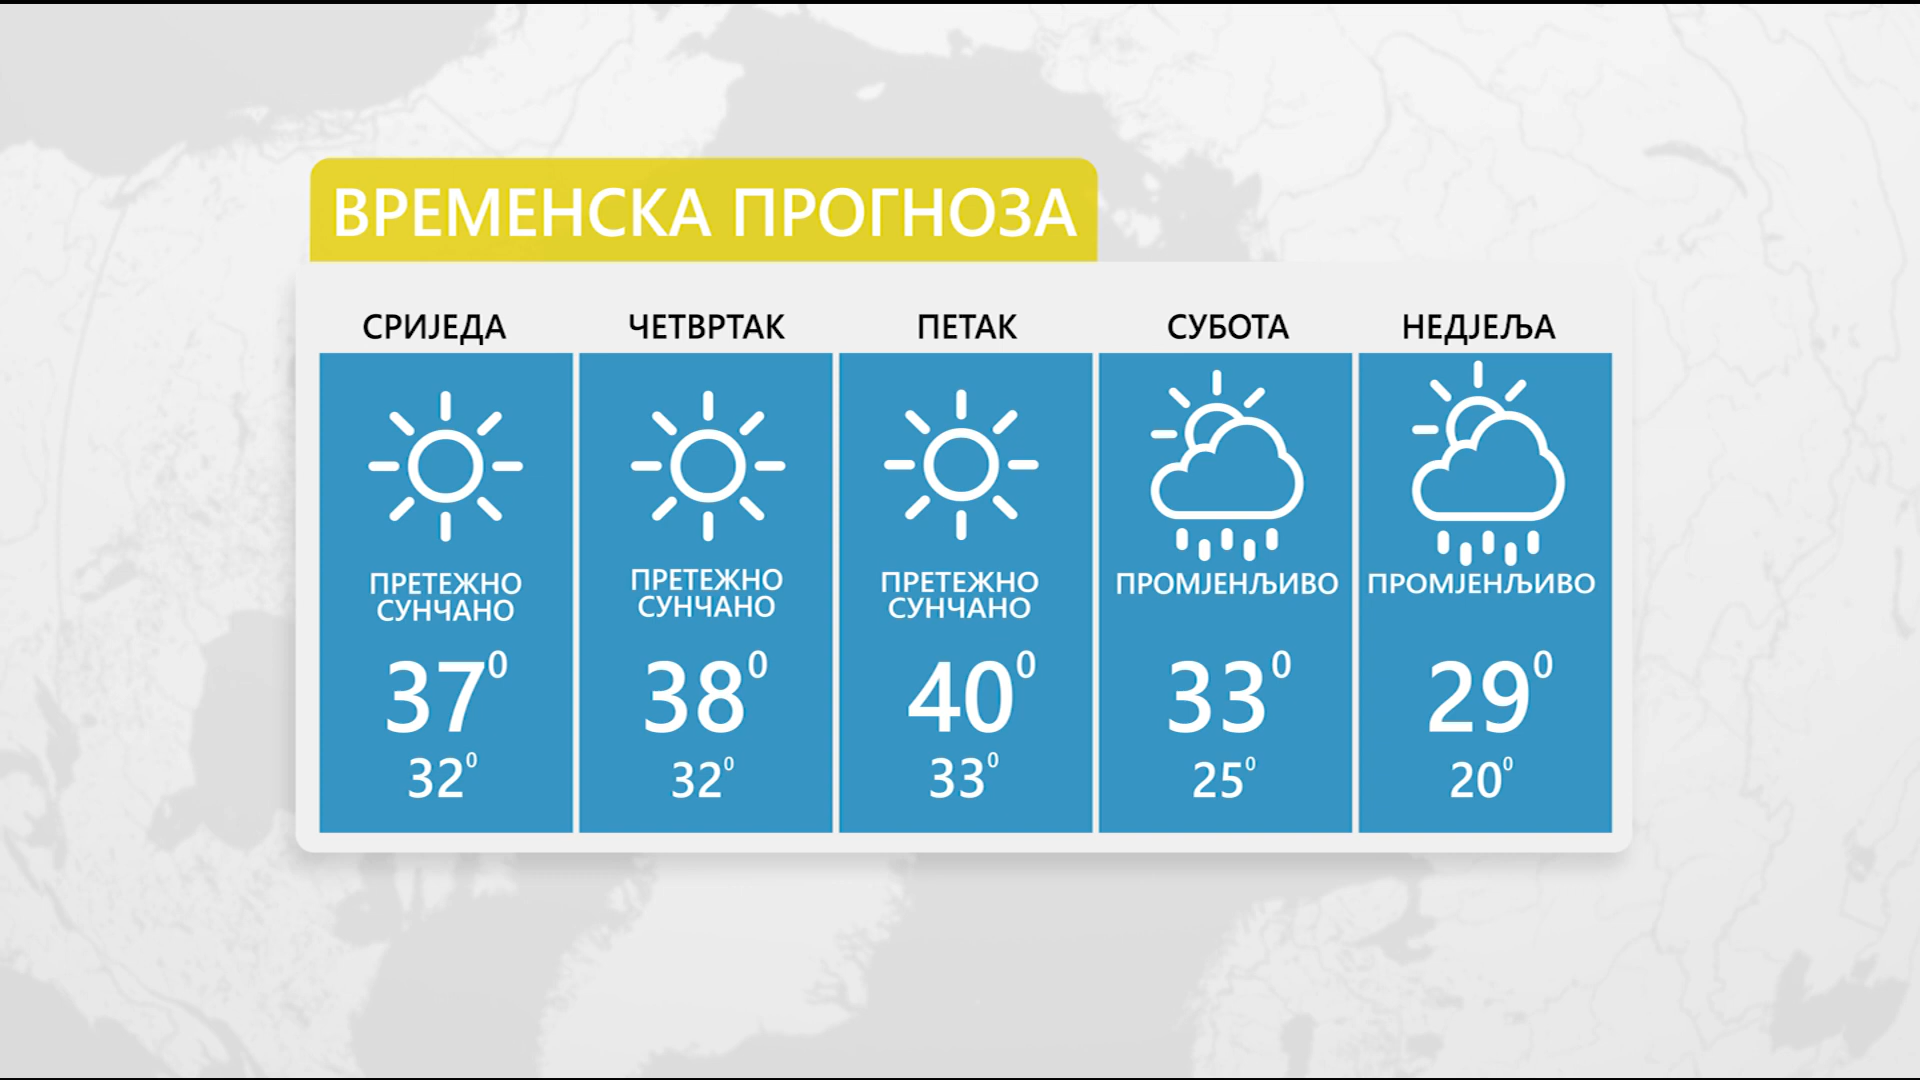 ВРЕМЕНСКА ПРОГНОЗА
СРИЈЕДА
ПРЕТЕЖНО
СУНЧАНО
37⁰
32⁰
ЧЕТВРТАК
ПРЕТЕЖНО
СУНЧАНО
38⁰
32⁰
ПЕТАК
ПРЕТЕЖНО
СУНЧАНО
40⁰
33⁰
СУБОТА
ПРОМЈЕНЉИВО
33⁰
25⁰
НЕДЈЕЉА
ПРОМЈЕНЉИВО
29⁰
20⁰